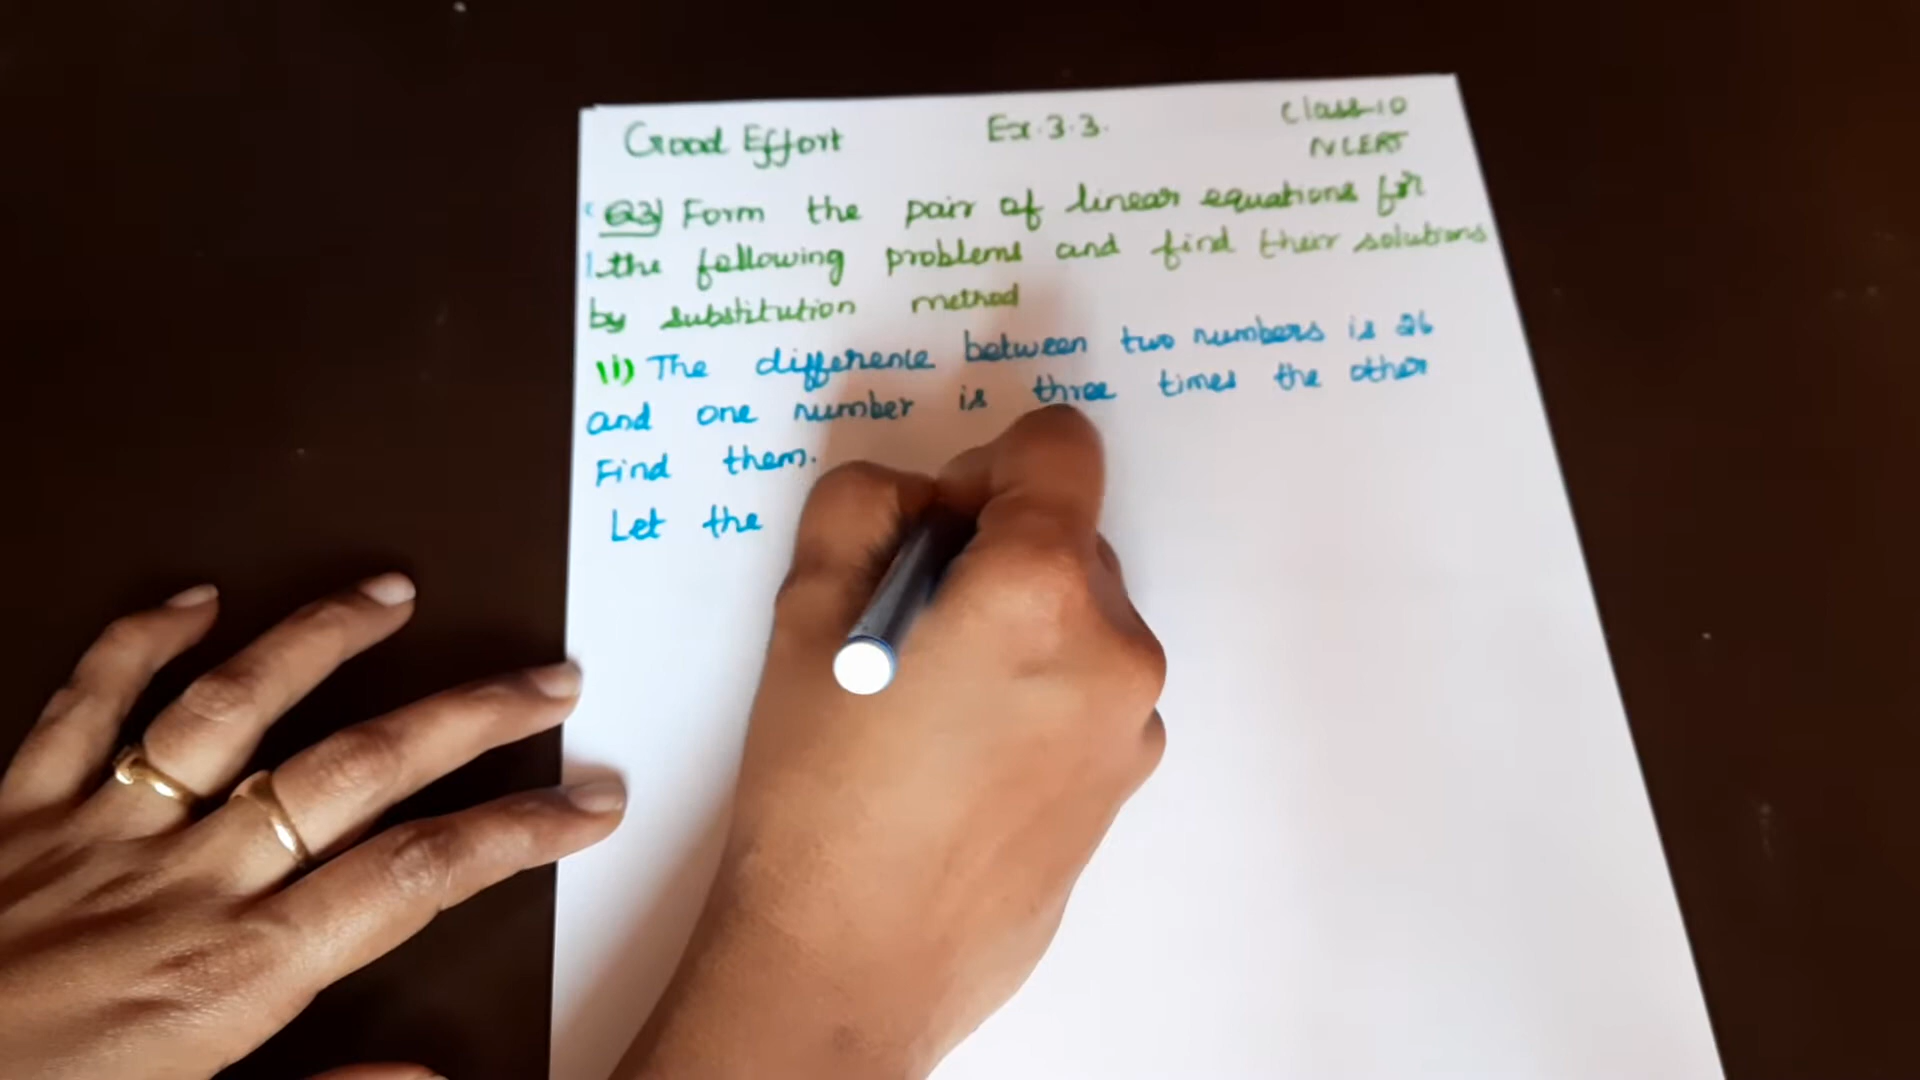 Good Effort Ex. 3.3. Class-10
NCERT
Q3) Form the pair of linear equations for
the following problems and find their solutions
by substitution method
(i) The difference between two numbers is 26
and one number is three times the other
Find them.
Let the